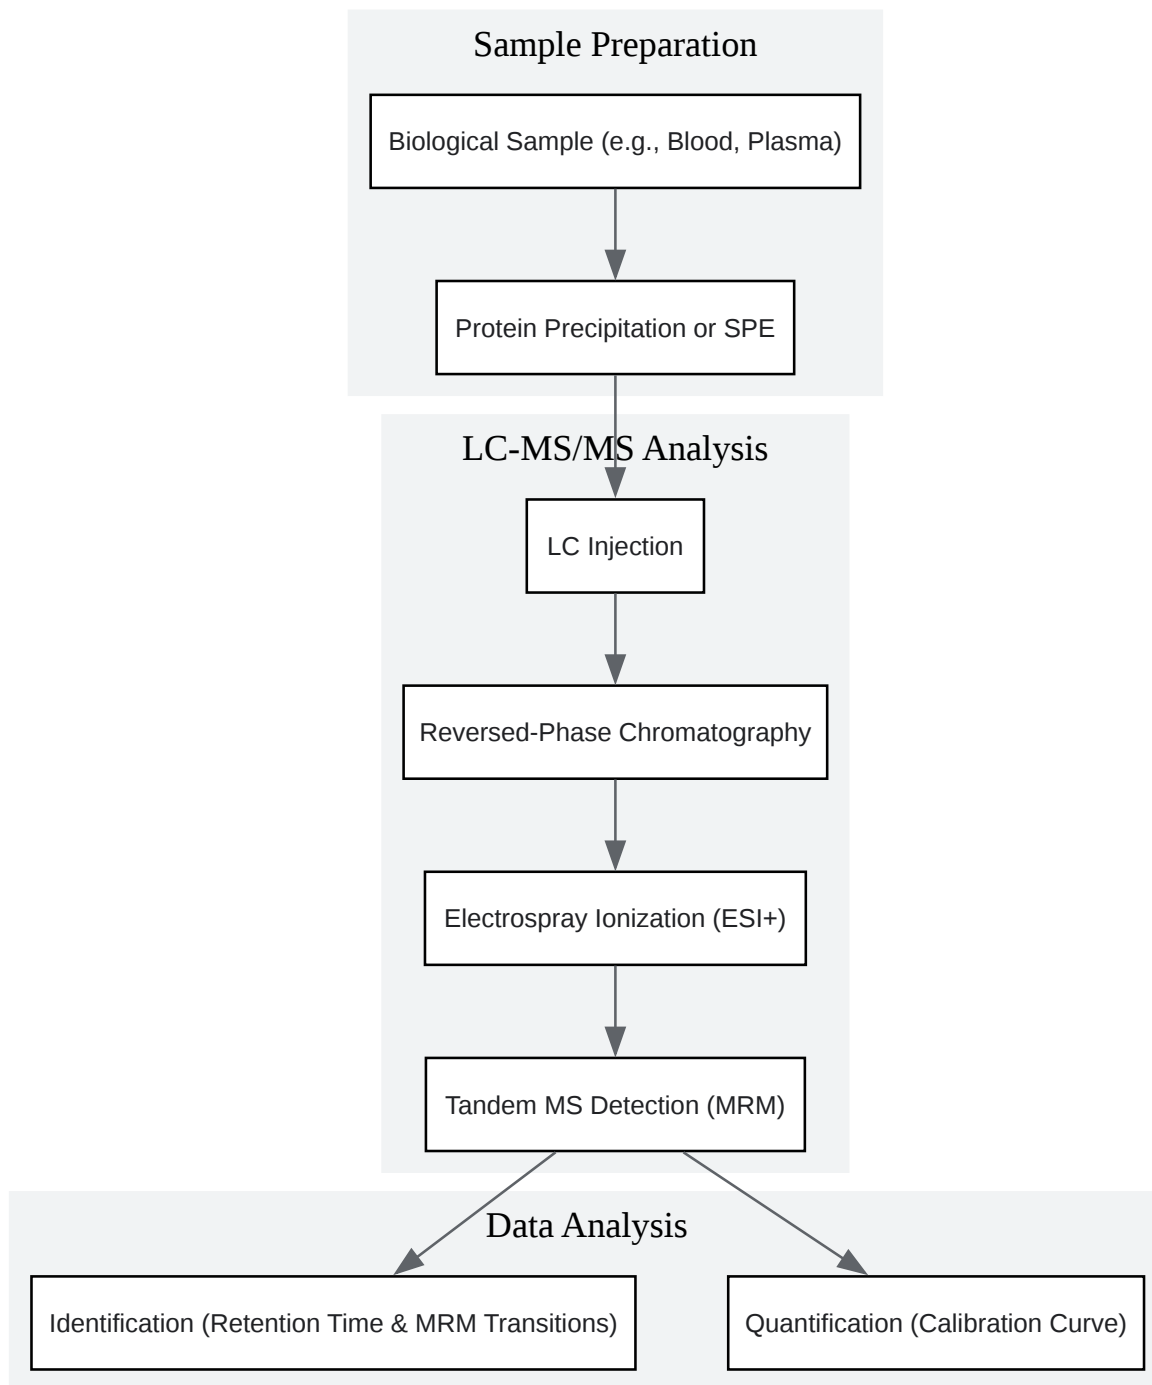 Sample Preparation
Biological Sample (e.g., Blood, Plasma)
Protein Precipitation or SPE
LC-MS/MS Analysis
LC Injection
Reversed-Phase Chromatography
Electrospray Ionization (ESI+)
Tandem MS Detection (MRM)
Data Analysis
Identification (Retention Time & MRM Transitions)
Quantification (Calibration Curve)